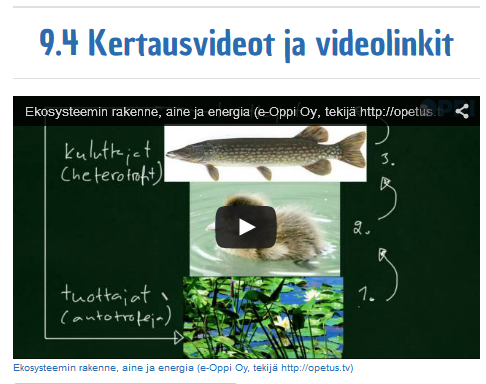 9.4 Kertausvideot ja videolinkit
Ekosysteemin rakenne, aine ja energia (e-Oppi Oy, tekijä http://opetus.t
kuluttajat
(heterotrofit)
3.
2.
tuottajat
(autotrofeja)
1.
Ekosysteemin rakenne, aine ja energia (e-Oppi Oy, tekijä http://opetus.tv)